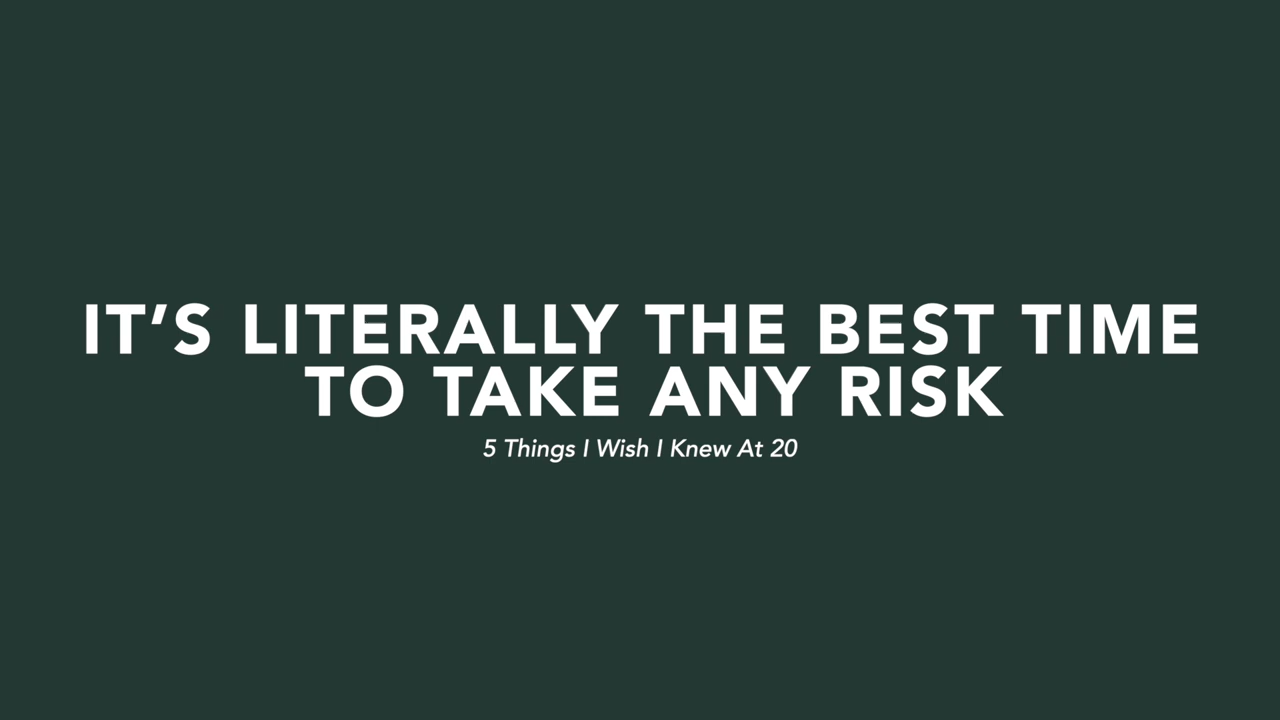 IT’S LITERALLY THE BEST TIME
TO TAKE ANY RISK
5 Things I Wish I Knew At 20